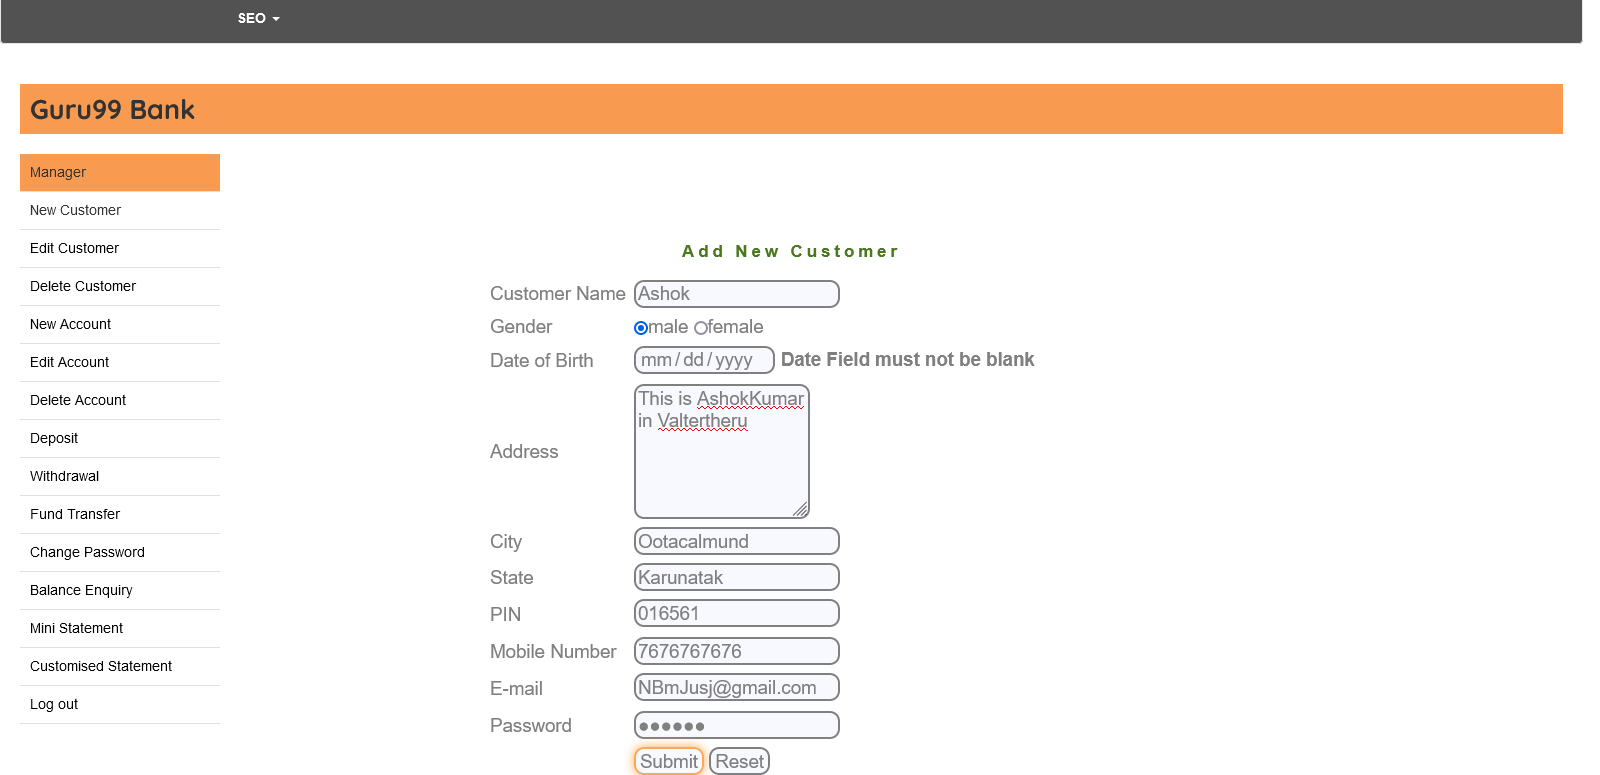 SEO
Guru99 Bank
Manager
New Customer
Edit Customer
Delete Customer
New Account
Edit Account
Delete Account
Deposit
Withdrawal
Fund Transfer
Change Password
Balance Enquiry
Mini Statement
Customised Statement
Log out
Add New Customer
Customer Name Ashok
Gender male female
Date of Birth mm/dd/yyyy Date Field must not be blank
Address This is AshokKumar
in Valtertheru
City Ootacalmund
State Karunatak
PIN 016561
Mobile Number 7676767676
E-mail NBmJusj@gmail.com
Password ●●●●●●
Submit Reset